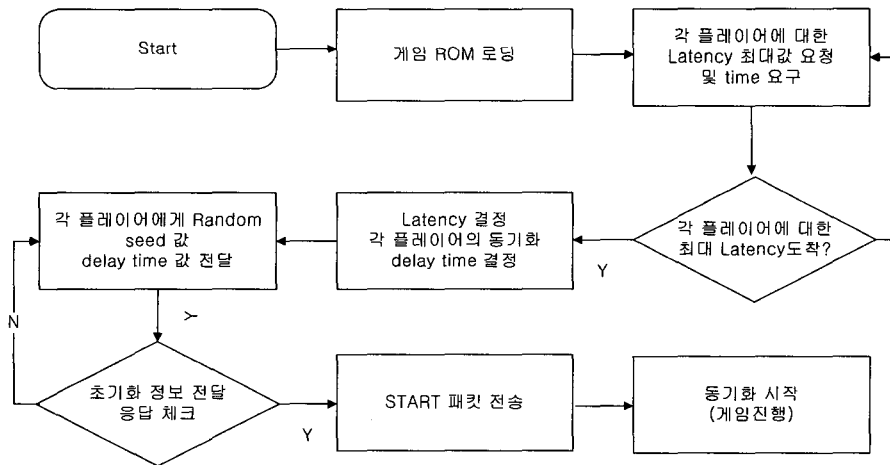 Start
게임 ROM 로딩
각 플레이어에 대한
Latency 최대값 요청
및 time 요구
각 플레이어에 대한
최대 Latency도착?
Y
Latency 결정
각 플레이어의 동기화
delay time 결정
각 플레이어에게 Random
seed 값
delay time 값 전달
Y
N
초기화 정보 전달
응답 체크
Y
START 패킷 전송
동기화 시작
(게임진행)